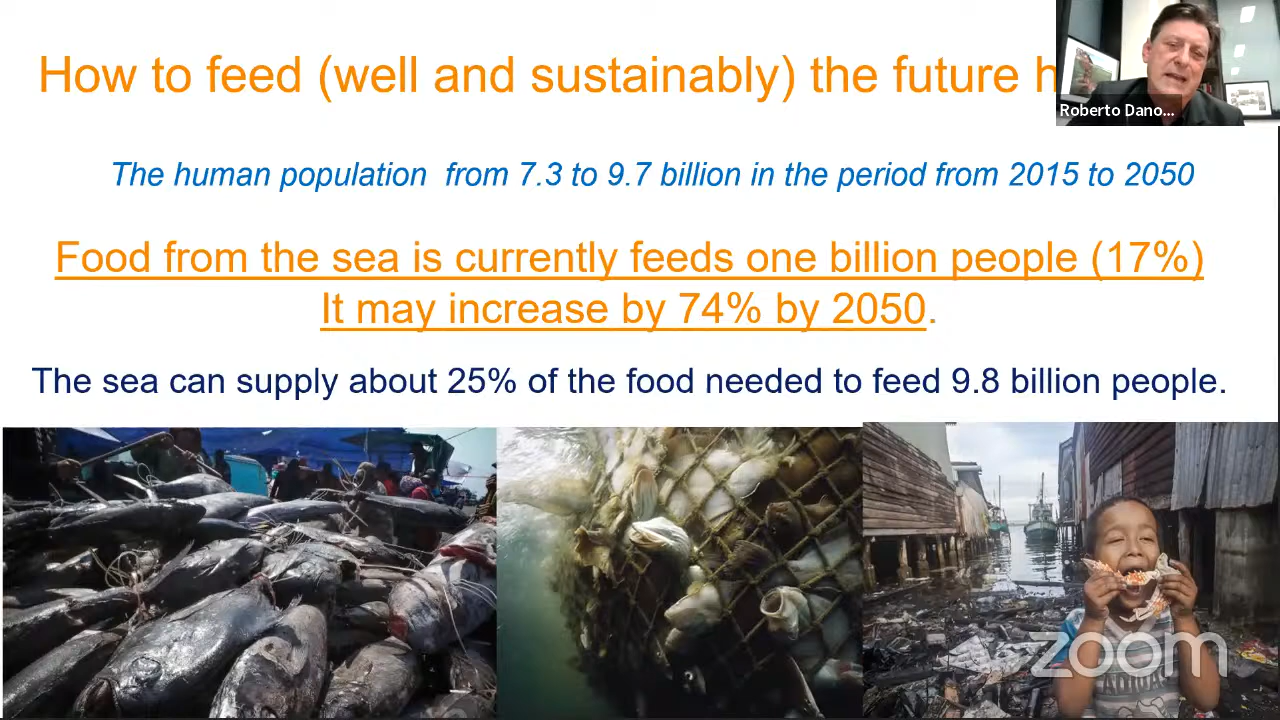 How to feed (well and sustainably) the future
Roberto Dano...
The human population from 7.3 to 9.7 billion in the period from 2015 to 2050
Food from the sea is currently feeds one billion people (17%)
It may increase by 74% by 2050.
The sea can supply about 25% of the food needed to feed 9.8 billion people.
zoom
ADIDAS